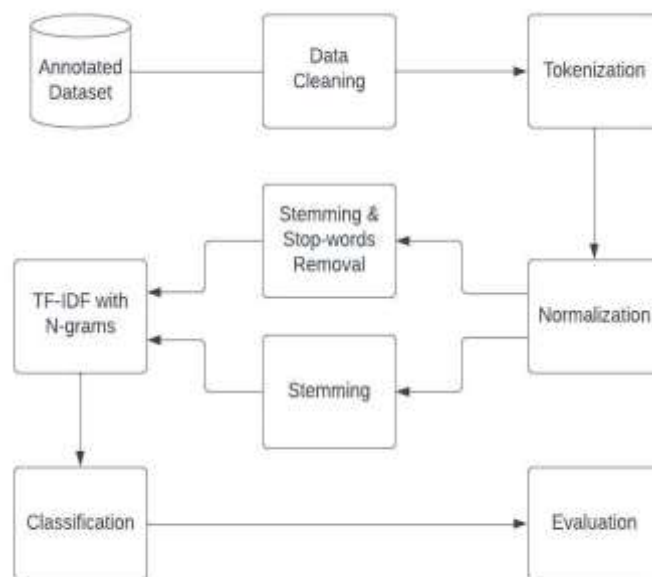 Annotated
Dataset
Data
Cleaning
Tokenization
Stemming &
Stop-words
Removal
TF-IDF with
N-grams
Normalization
Stemming
Classification
Evaluation